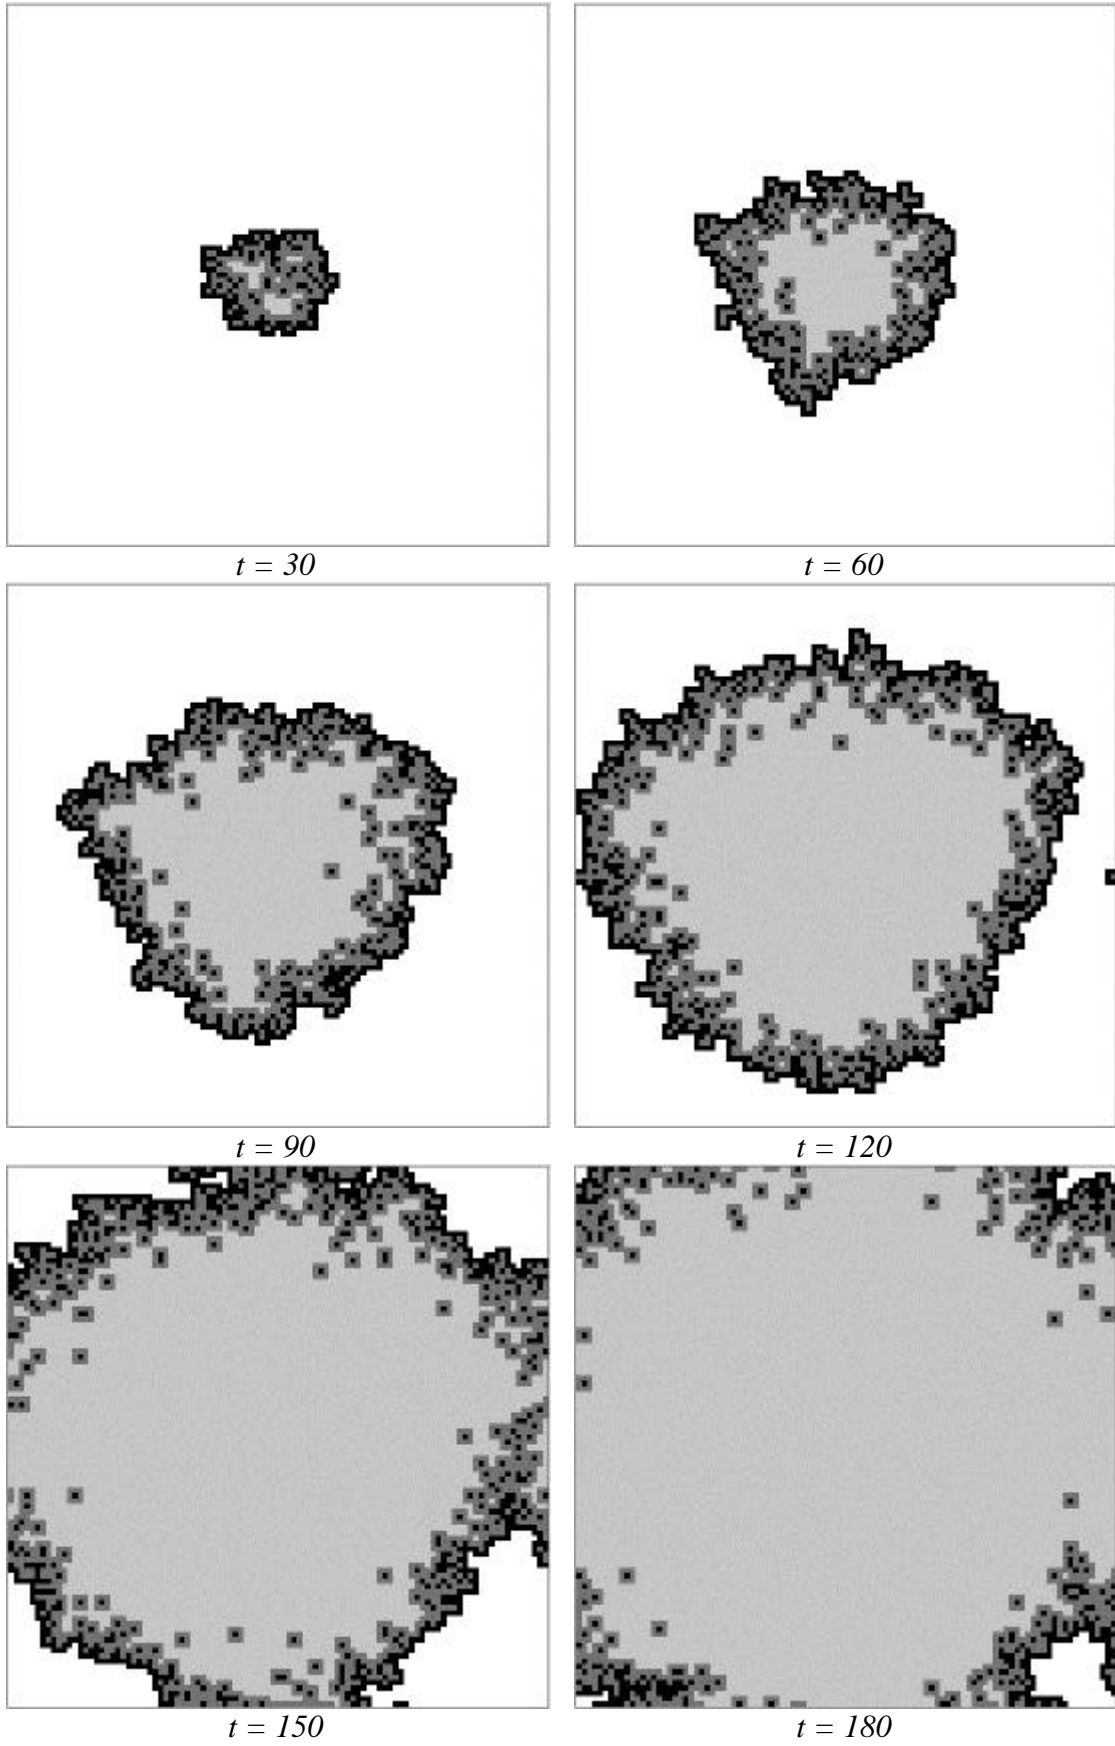 t = 30
t = 60
t = 90
t = 120
t = 150
t = 180